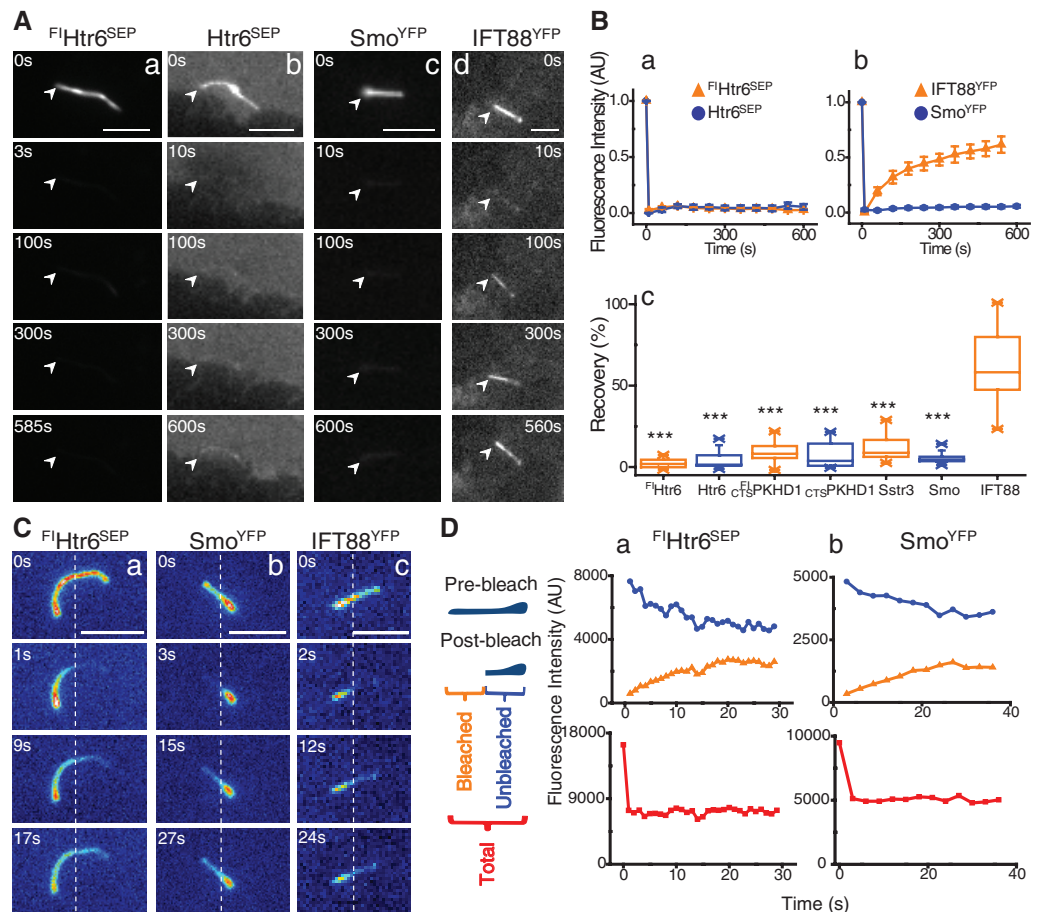 A
FlHtr6SEP
Htr6SEP
SmoYFP
IFT88YFP
0s
a
0s
b
0s
c
d
0s
3s
10s
10s
10s
100s
100s
100s
100s
300s
300s
300s
300s
585s
600s
600s
560s
B
a
FlHtr6SEP
Htr6SEP
Fluorescence Intensity (AU)
1.0
0.5
0.0
0
300
600
Time (s)
b
IFT88YFP
SmoYFP
1.0
0.5
0.0
0
300
600
Time (s)
c
Recovery (%)
100
50
0
***
***
***
***
***
***
FlHtr6
Htr6
FlCTSPKHD1
CTSPKHD1
Sstr3
Smo
IFT88
C
FlHtr6SEP
SmoYFP
IFT88YFP
0s
a
0s
b
0s
c
1s
3s
2s
9s
15s
12s
17s
27s
24s
D
Pre-bleach
Post-bleach
Bleached
Unbleached
Total
a
FlHtr6SEP
b
SmoYFP
Fluorescence Intensity (AU)
8000
4000
0
0
10
20
30
5000
2500
0
0
20
40
18000
9000
0
0
10
20
30
10000
5000
0
0
20
40
Time (s)